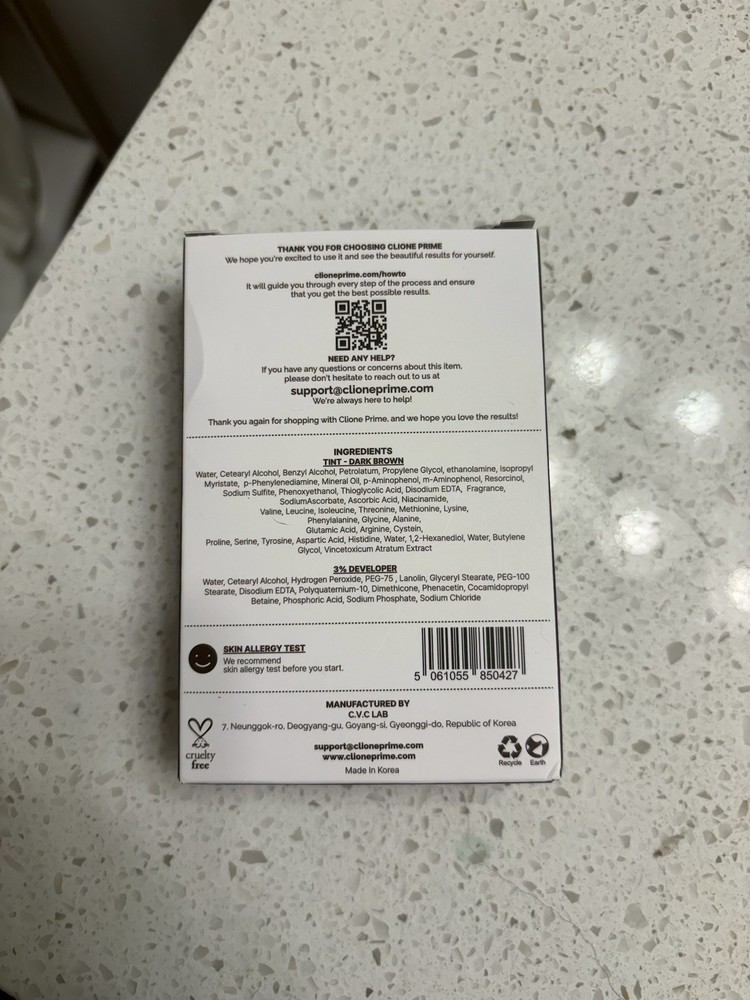 THANK YOU FOR CHOOSING CLIONE PRIME
We hope you're excited to use it and see the beautiful results for yourself.
clioneprime.com/howto
It will guide you through every step of the process and ensure
that you get the best possible results.
NEED ANY HELP?
If you have any questions or concerns about this item,
please don't hesitate to reach out to us at
support@clioneprime.com
We're always here to help!
Thank you again for shopping with Clione Prime, and we hope you love the results!
INGREDIENTS
TINT - DARK BROWN
Water, Cetearyl Alcohol, Benzyl Alcohol, Petrolatum, Propylene Glycol, ethanolamine, Isopropyl
Myristate, p-Phenylenediamine, Mineral Oil, p-Aminophenol, m-Aminophenol, Resorcinol,
Sodium Sulfite, Phenoxyethanol, Thioglycolic Acid, Disodium EDTA, Fragrance,
SodiumAscorbate, Ascorbic Acid, Niacinamide,
Valine, Leucine, Isoleucine, Threonine, Methionine, Lysine,
Phenylalanine, Glycine, Alanine,
Glutamic Acid, Arginine, Cystein,
Proline, Serine, Tyrosine, Aspartic Acid, Histidine, Water, 1,2-Hexanediol, Water, Butylene
Glycol, Vincetoxicum Atratum Extract
3% DEVELOPER
Water, Cetearyl Alcohol, Hydrogen Peroxide, PEG-75 , Lanolin, Glyceryl Stearate, PEG-100
Stearate, Disodium EDTA, Polyquaternium-10, Dimethicone, Phenacetin, Cocamidopropyl
Betaine, Phosphoric Acid, Sodium Phosphate, Sodium Chloride
SKIN ALLERGY TEST
We recommend
skin allergy test before you start.
5 061055 850427
MANUFACTURED BY
C.V.C LAB
7, Neunggok-ro, Deogyang-gu, Goyang-si, Gyeonggi-do, Republic of Korea
cruelty
free
support@clioneprime.com
www.clioneprime.com
Made In Korea
Recycle
Earth